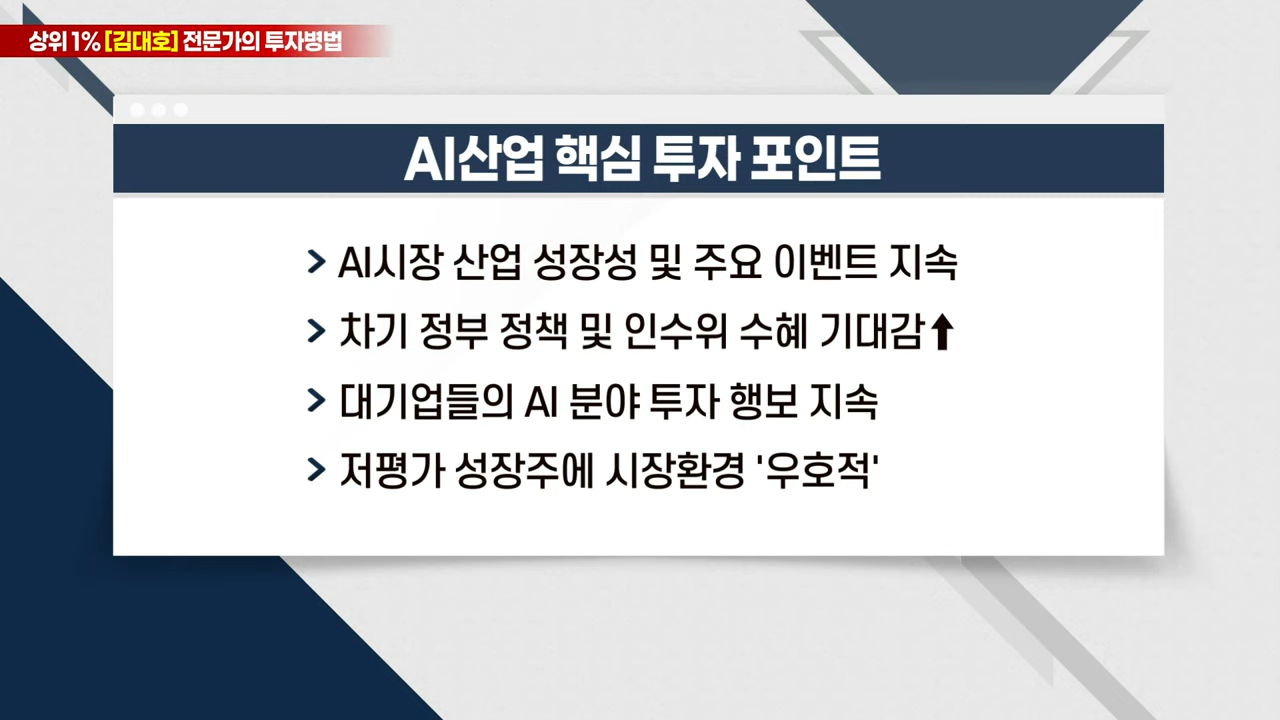 상위 1% [김대호] 전문가의 투자병법
AI산업 핵심 투자 포인트
> AI시장 산업 성장성 및 주요 이벤트 지속
> 차기 정부 정책 및 인수위 수혜 기대감⬆
> 대기업들의 AI 분야 투자 행보 지속
> 저평가 성장주에 시장환경 '우호적'